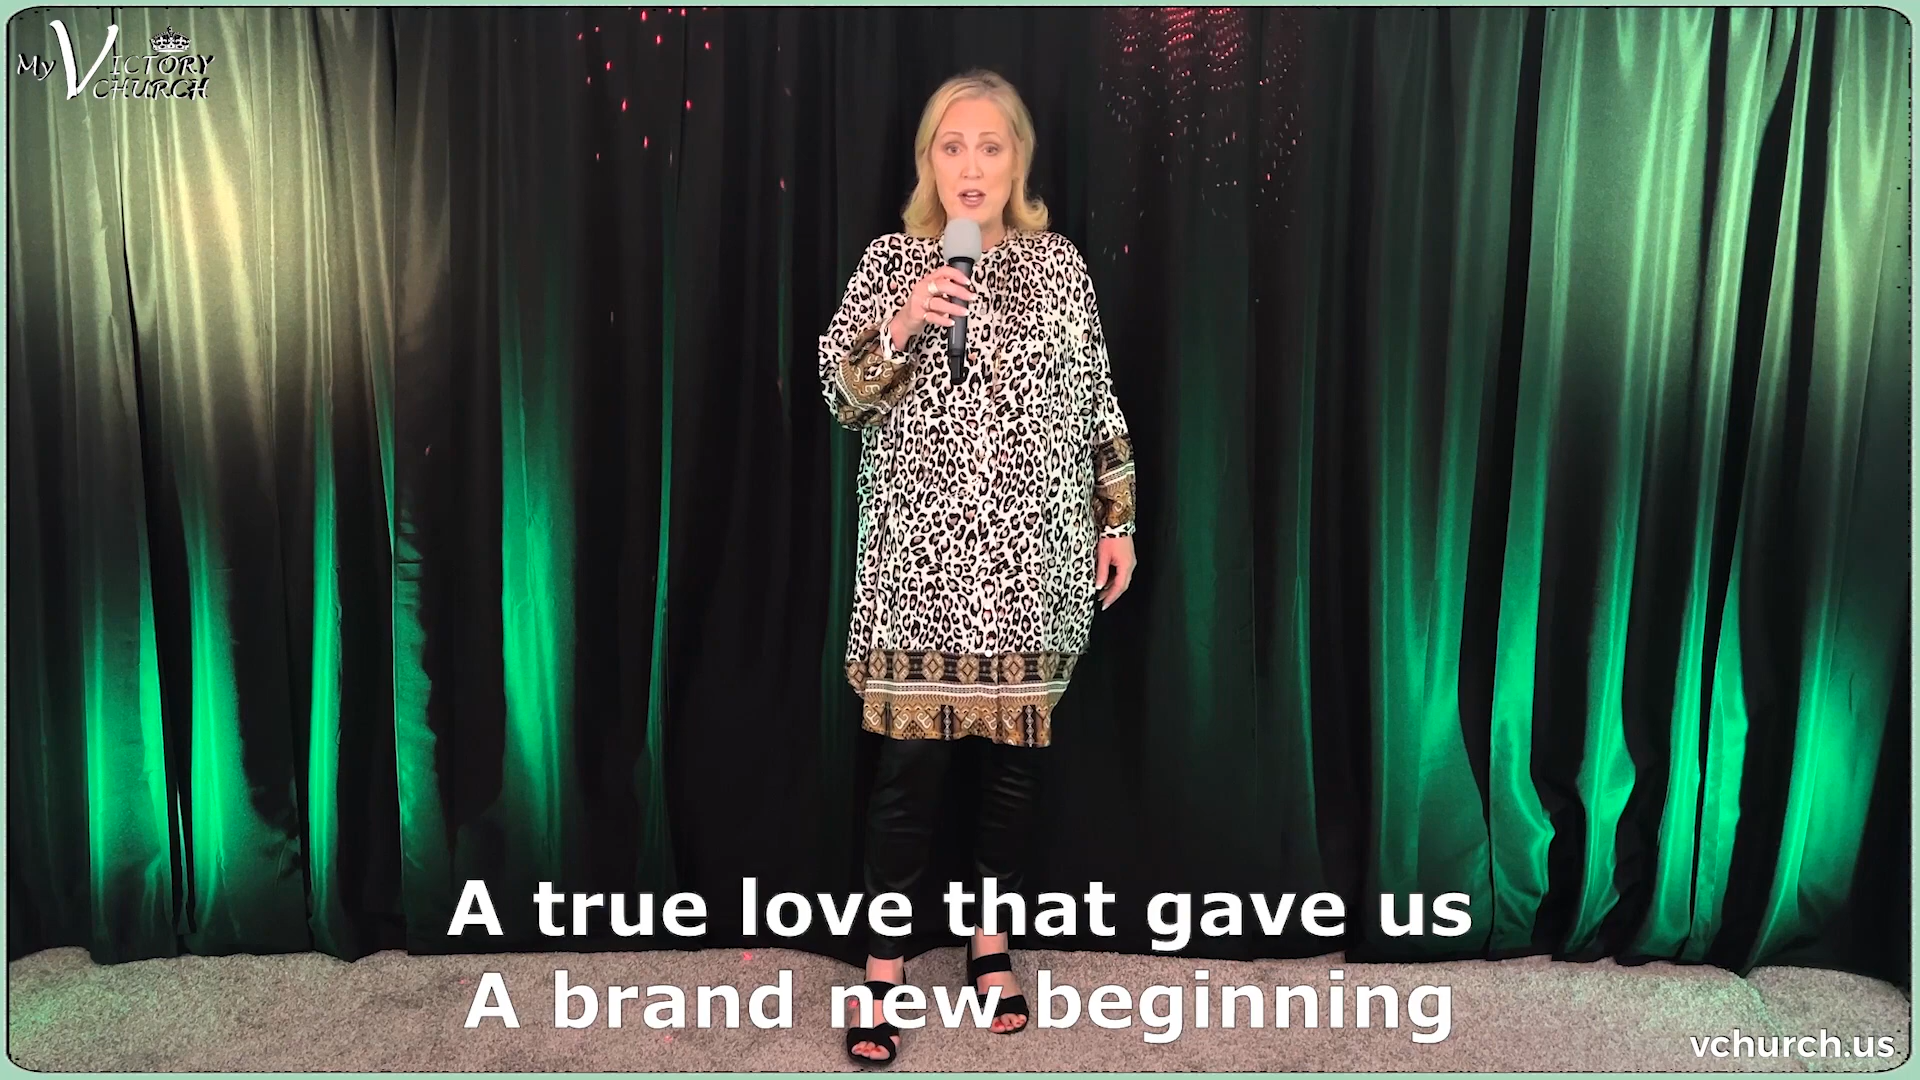 My VICTORY
CHURCH
A true love that gave us
A brand new beginning
vchurch.us